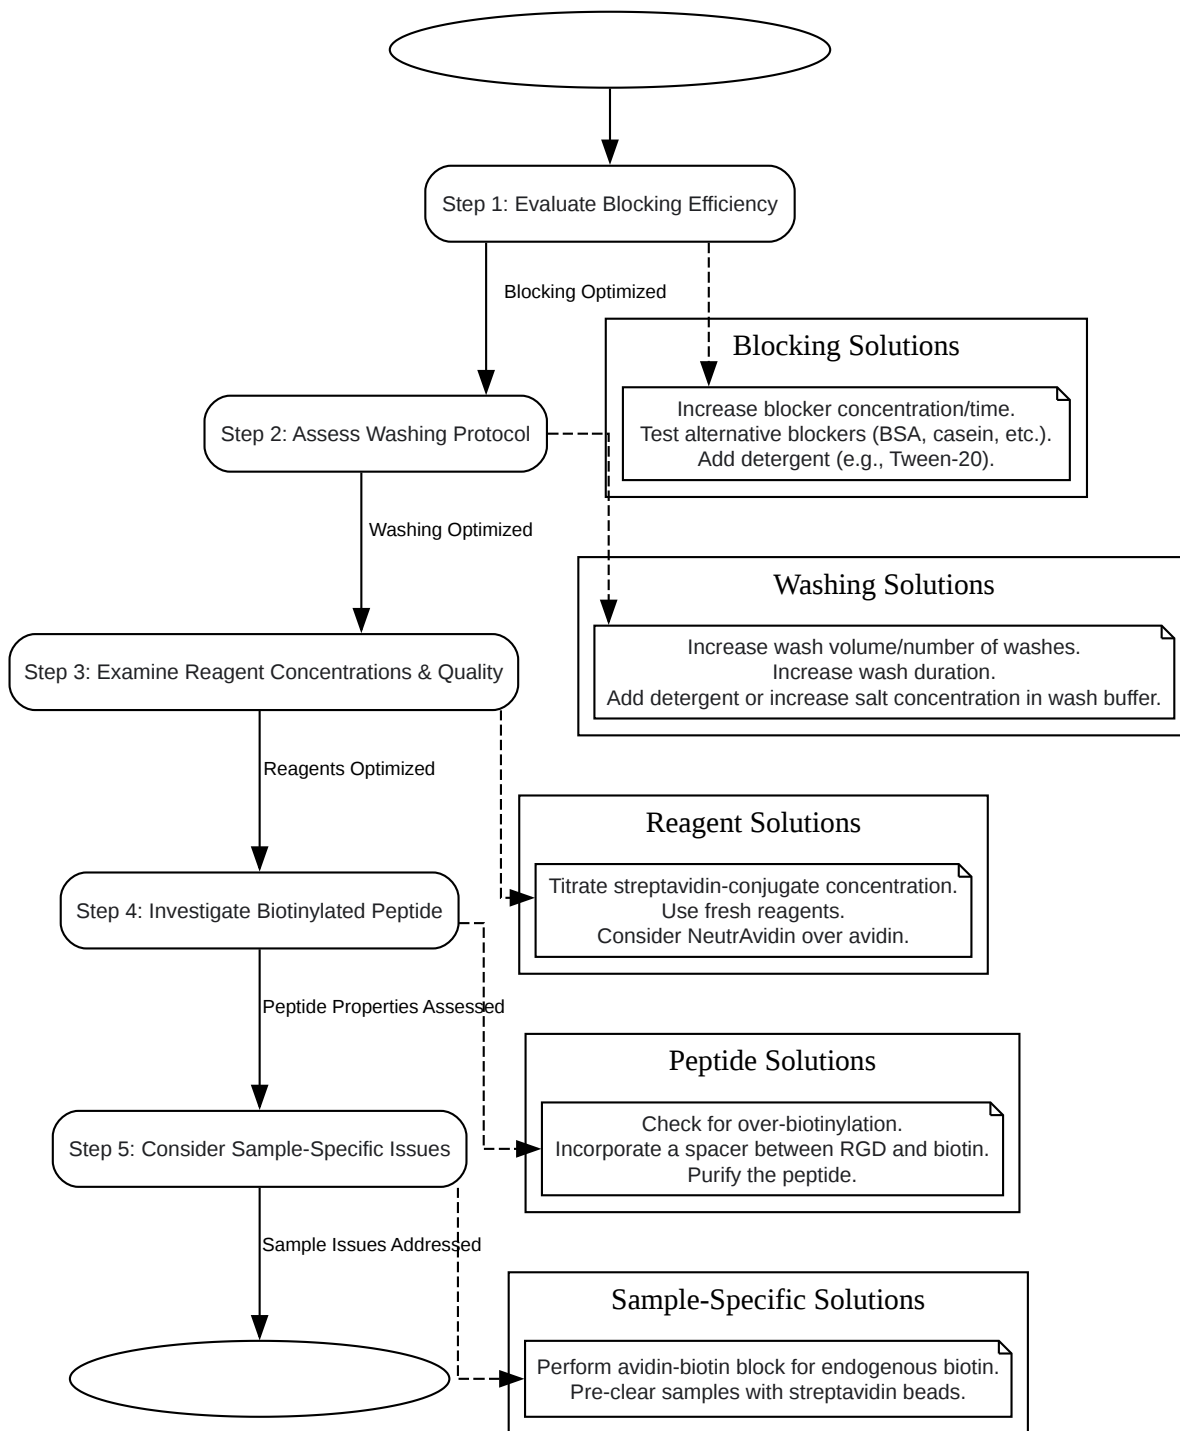 Step 1: Evaluate Blocking Efficiency
Blocking Optimized
Blocking Solutions
Increase blocker concentration/time.
Test alternative blockers (BSA, casein, etc.).
Add detergent (e.g., Tween-20).
Step 2: Assess Washing Protocol
Washing Optimized
Washing Solutions
Increase wash volume/number of washes.
Increase wash duration.
Add detergent or increase salt concentration in wash buffer.
Step 3: Examine Reagent Concentrations & Quality
Reagents Optimized
Reagent Solutions
Titrate streptavidin-conjugate concentration.
Use fresh reagents.
Consider NeutrAvidin over avidin.
Step 4: Investigate Biotinylated Peptide
Peptide Properties Assessed
Peptide Solutions
Check for over-biotinylation.
Incorporate a spacer between RGD and biotin.
Purify the peptide.
Step 5: Consider Sample-Specific Issues
Sample Issues Addressed
Sample-Specific Solutions
Perform avidin-biotin block for endogenous biotin.
Pre-clear samples with streptavidin beads.